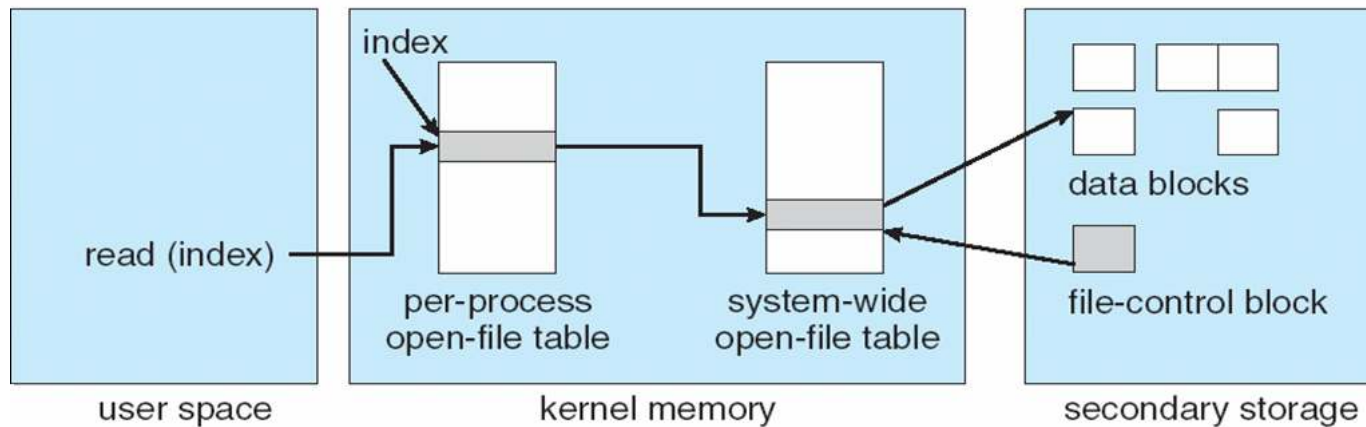 index
read (index)
per-process
open-file table
system-wide
open-file table
data blocks
file-control block
user space
kernel memory
secondary storage